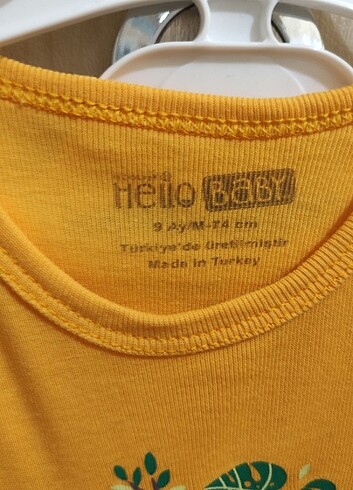 Hello BABY
9 Ay/M-74 cm
Türkiye'de üretilmiştir
Made in Turkey